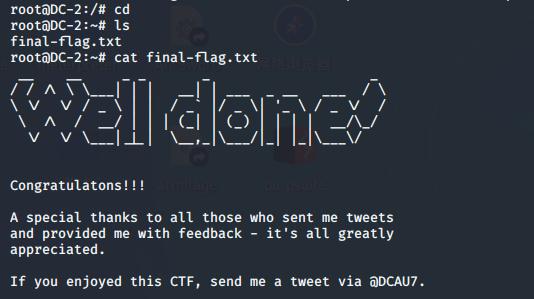 root@DC-2:/# cd
root@DC-2:~# ls
final-flag.txt
root@DC-2:~# cat final-flag.txt
Well done!
Congratulatons!!!
A special thanks to all those who sent me tweets
and provided me with feedback - it's all greatly
appreciated.
If you enjoyed this CTF, send me a tweet via @DCAU7.